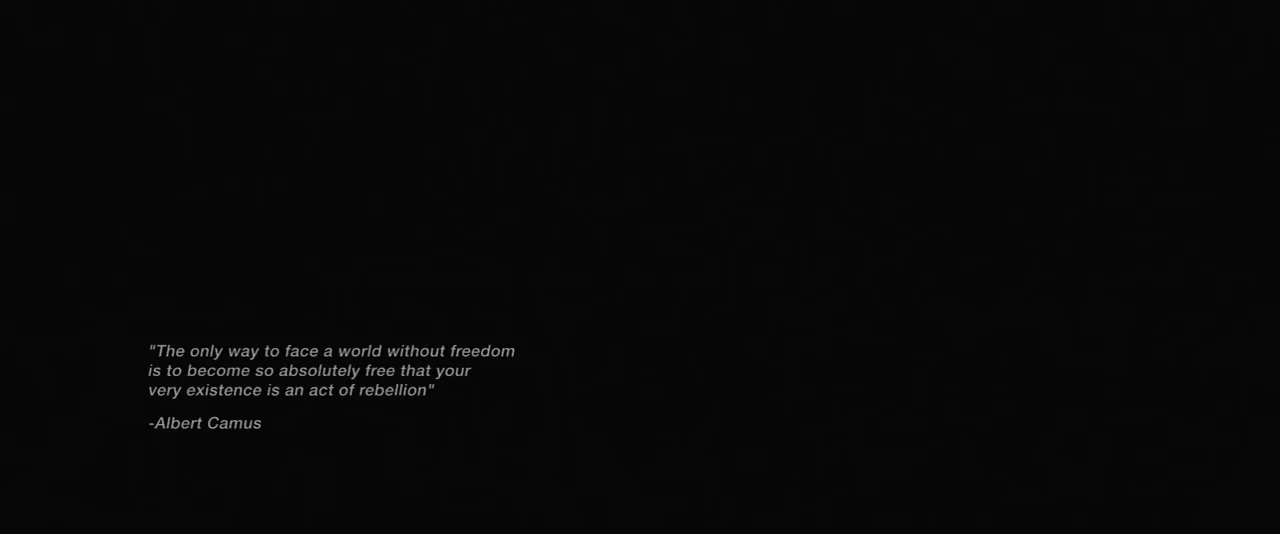 "The only way to face a world without freedom
is to become so absolutely free that your
very existence is an act of rebellion"
-Albert Camus